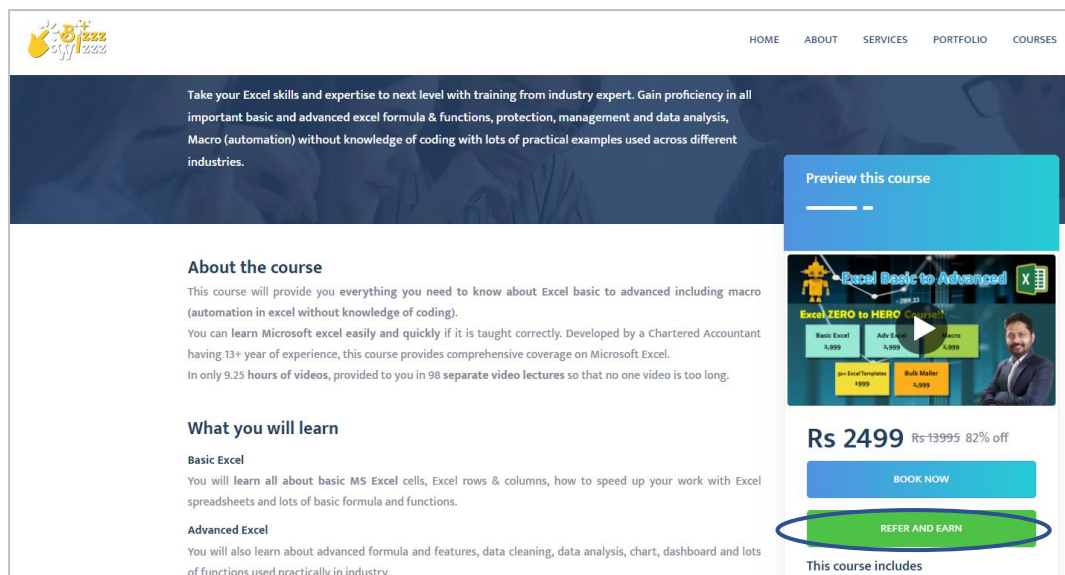 Bizzz
Wizzz
HOME ABOUT SERVICES PORTFOLIO COURSES
Take your Excel skills and expertise to next level with training from industry expert. Gain proficiency in all
important basic and advanced excel formula & functions, protection, management and data analysis,
Macro (automation) without knowledge of coding with lots of practical examples used across different
industries.
Preview this course
About the course
This course will provide you everything you need to know about Excel basic to advanced including macro
(automation in excel without knowledge of coding).
You can learn Microsoft excel easily and quickly if it is taught correctly. Developed by a Chartered Accountant
having 13+ year of experience, this course provides comprehensive coverage on Microsoft Excel.
In only 9.25 hours of videos, provided to you in 98 separate video lectures so that no one video is too long.
Excel Basic to Advanced
Excel ZERO to HERO Course!!
Basic Excel
Adv Excel
Macro
2,999
Bulk Mailer
Rs 2499 Rs 13995 82% off
BOOK NOW
REFER AND EARN
This course includes
What you will learn
Basic Excel
You will learn all about basic MS Excel cells, Excel rows & columns, how to speed up your work with Excel
spreadsheets and lots of basic formula and functions.
Advanced Excel
You will also learn about advanced formula and features, data cleaning, data analysis, chart, dashboard and lots
of functions used practically in industry.